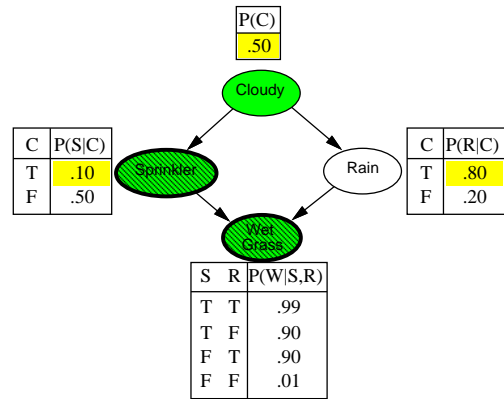 P(C)
.50
Cloudy
C P(S|C)
T .10
F .50
Sprinkler
Rain
C P(R|C)
T .80
F .20
Wet
Grass
S R P(W|S,R)
T T .99
T F .90
F T .90
F F .01